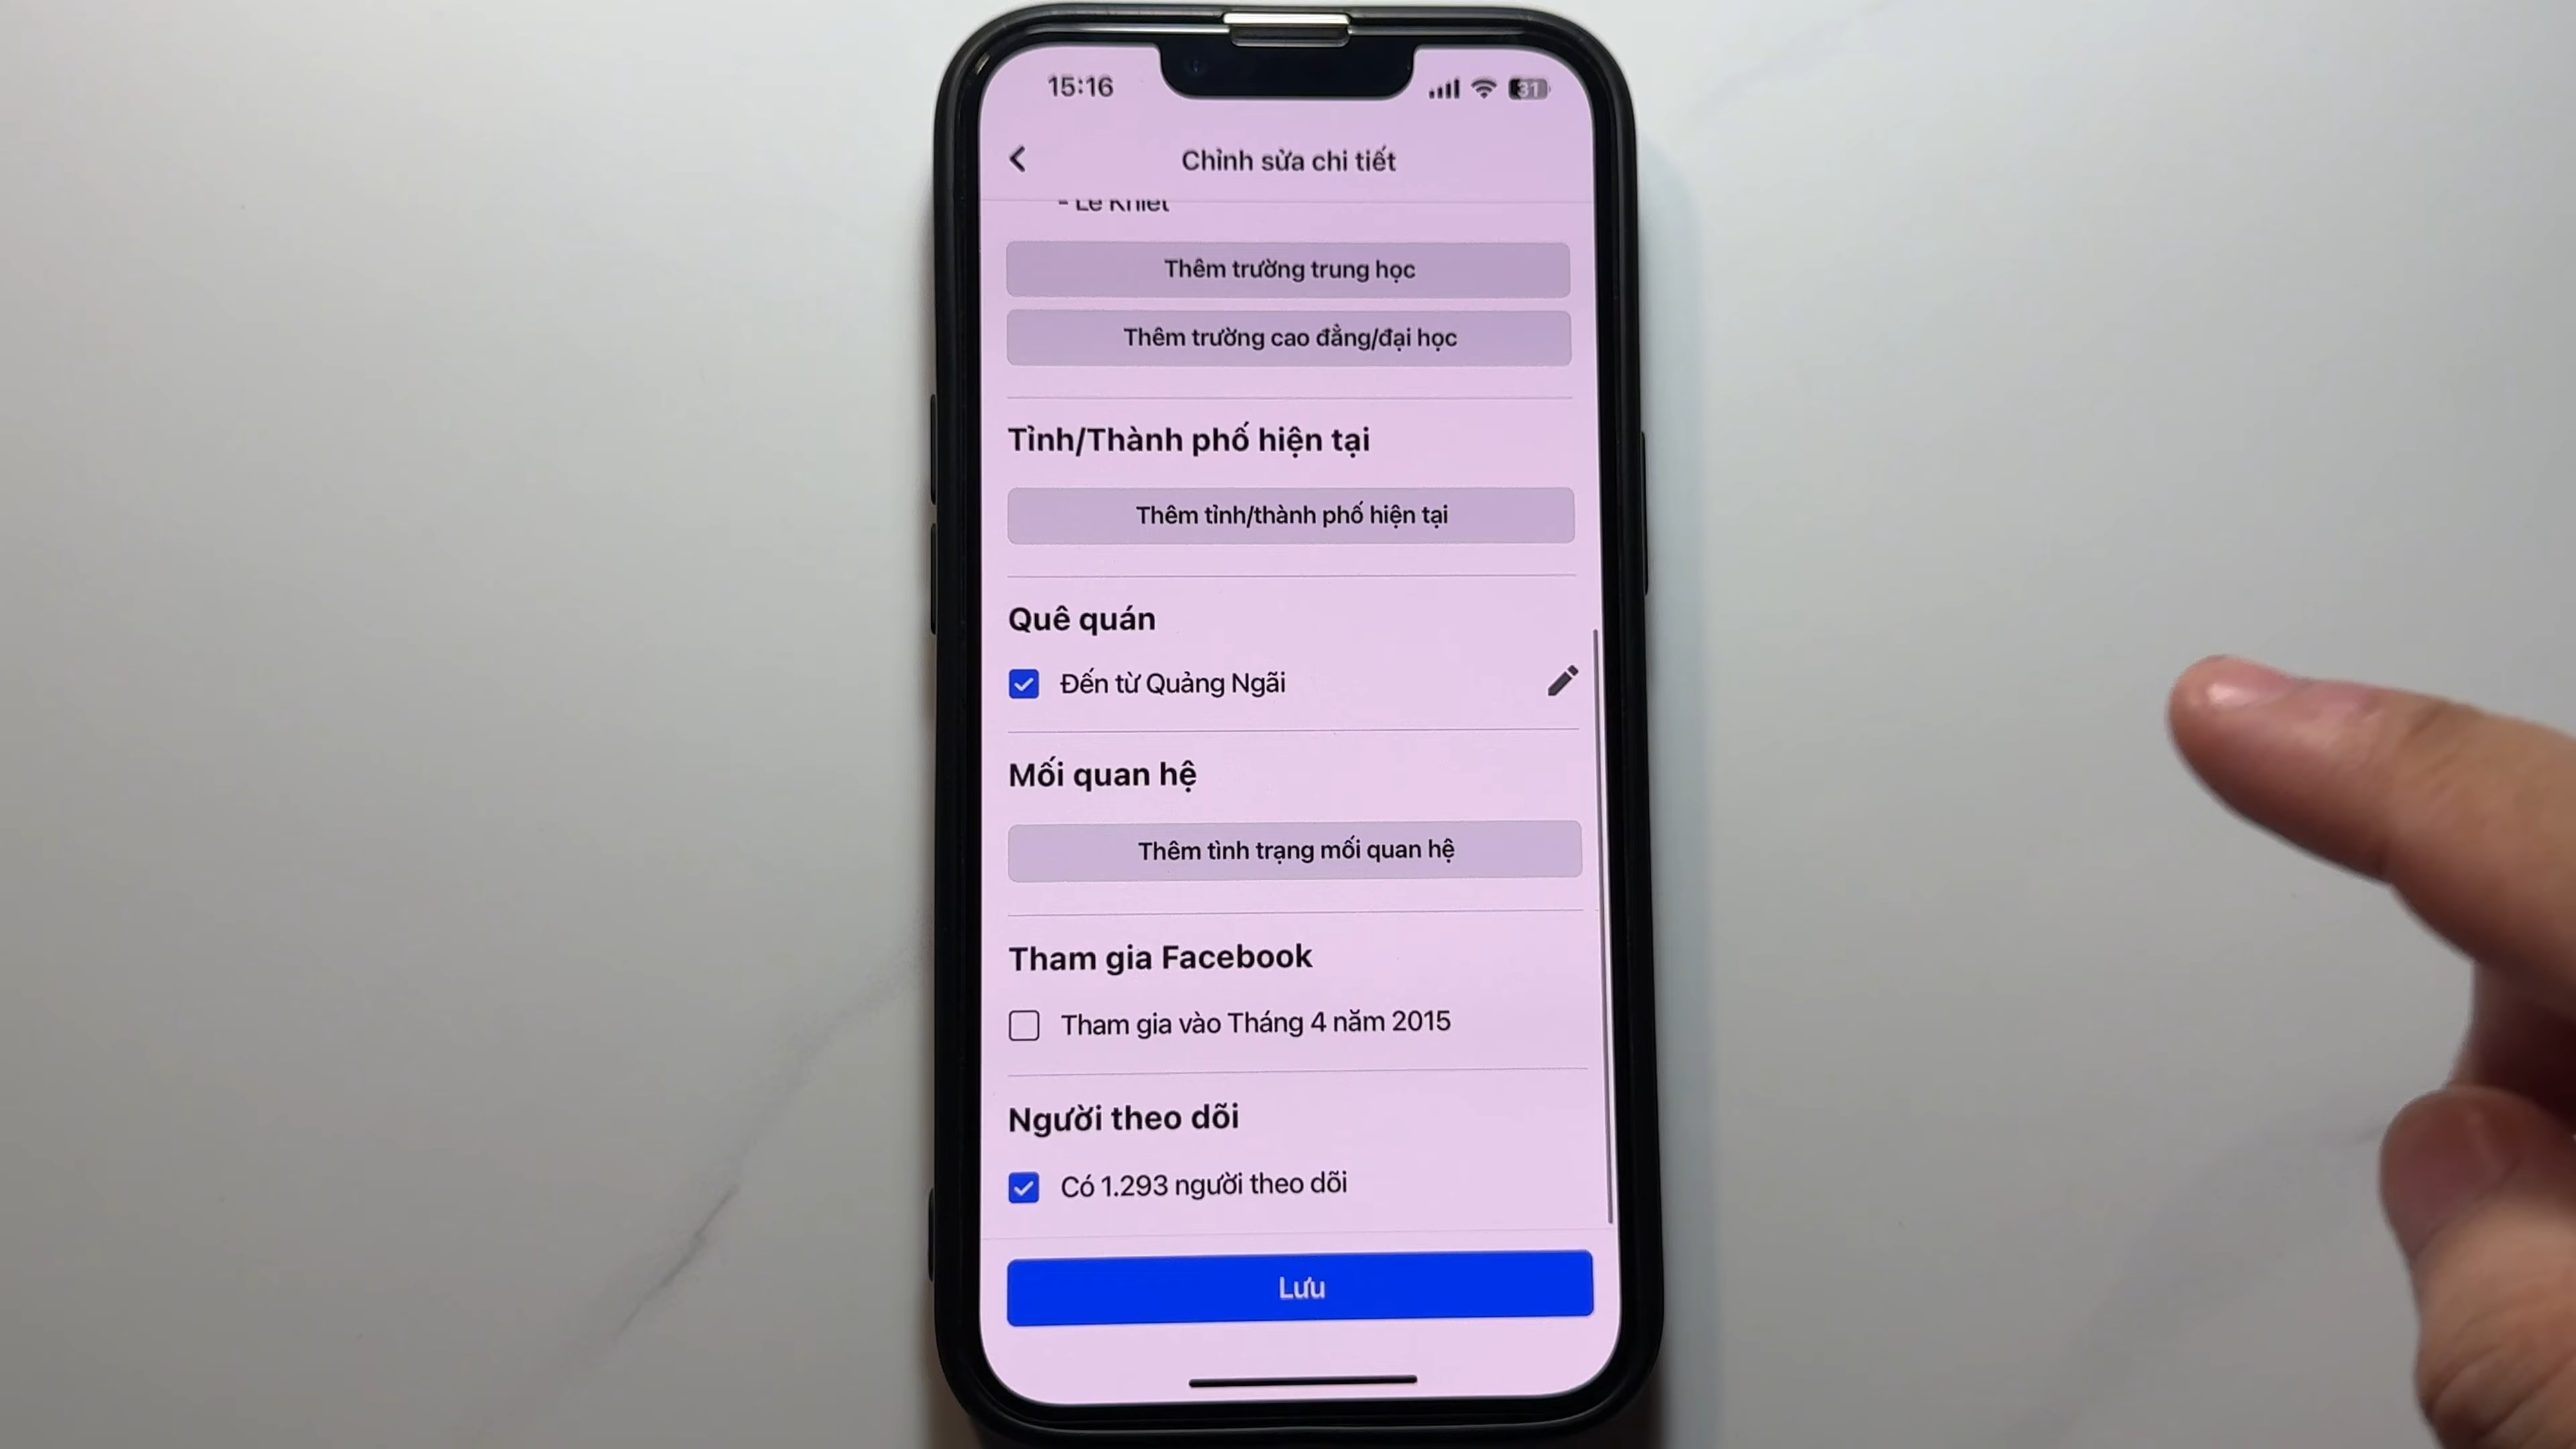 15:16
31
Chỉnh sửa chi tiết
- Lê Khiết
Thêm trường trung học
Thêm trường cao đẳng/đại học
Tỉnh/Thành phố hiện tại
Thêm tỉnh/thành phố hiện tại
Quê quán
Đến từ Quảng Ngãi
Mối quan hệ
Thêm tình trạng mối quan hệ
Tham gia Facebook
Tham gia vào Tháng 4 năm 2015
Người theo dõi
Có 1.293 người theo dõi
Lưu